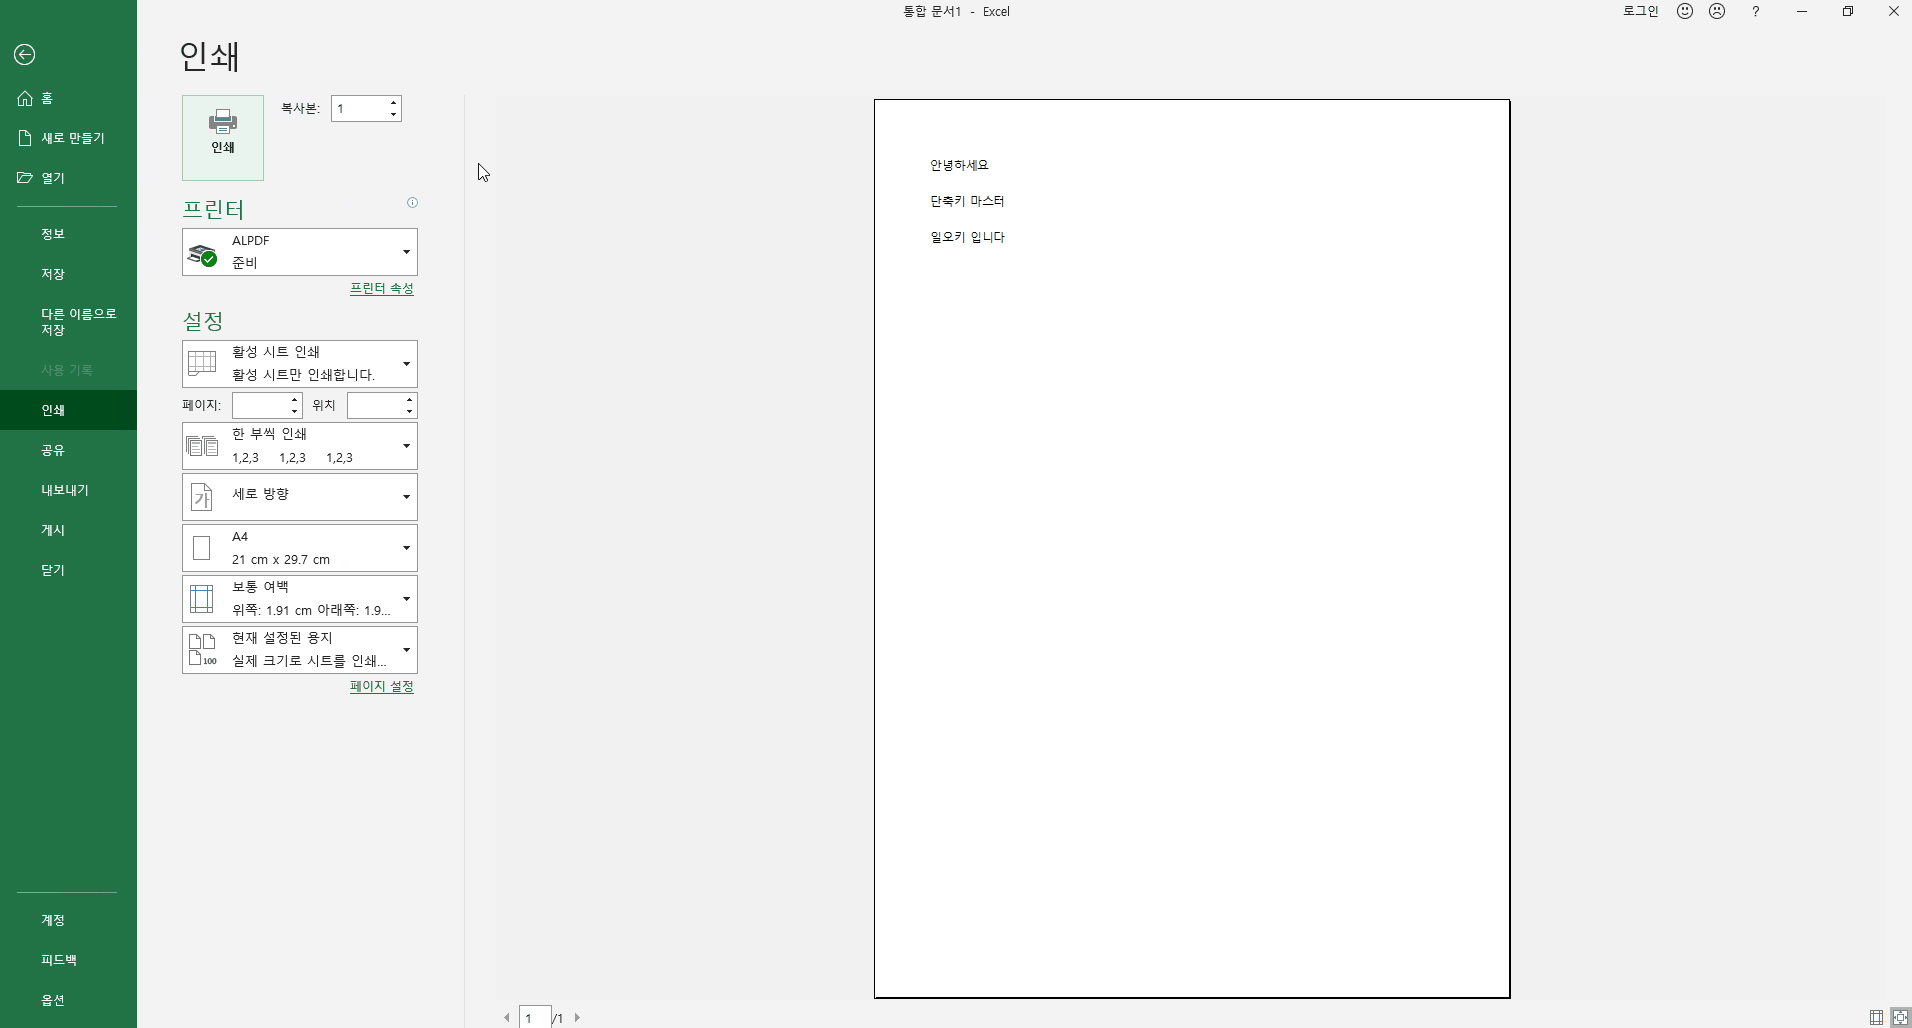 통합 문서1 - Excel
로그인
?
홈
새로 만들기
열기
정보
저장
다른 이름으로
저장
사용 기록
인쇄
공유
내보내기
게시
닫기
계정
피드백
옵션
인쇄
인쇄
복사본: 1
프린터
ALPDF
준비
프린터 속성
설정
활성 시트 인쇄
활성 시트만 인쇄합니다.
페이지: 위치
한 부씩 인쇄
1,2,3 1,2,3 1,2,3
가
세로 방향
A4
21 cm x 29.7 cm
보통 여백
위쪽: 1.91 cm 아래쪽: 1.9...
현재 설정된 용지
100
실제 크기로 시트를 인쇄...
페이지 설정
안녕하세요
단축키 마스터
일오키 입니다
1 /1